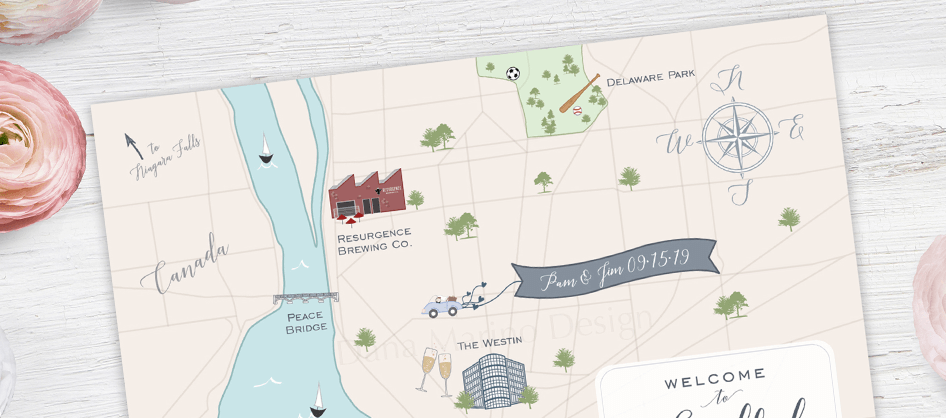 to
Niagara Falls
Canada
Delaware Park
N
W
E
S
Resurgence
Brewing Co.
Pam & Jim 09·15·19
Peace
Bridge
The Westin
WELCOME
to